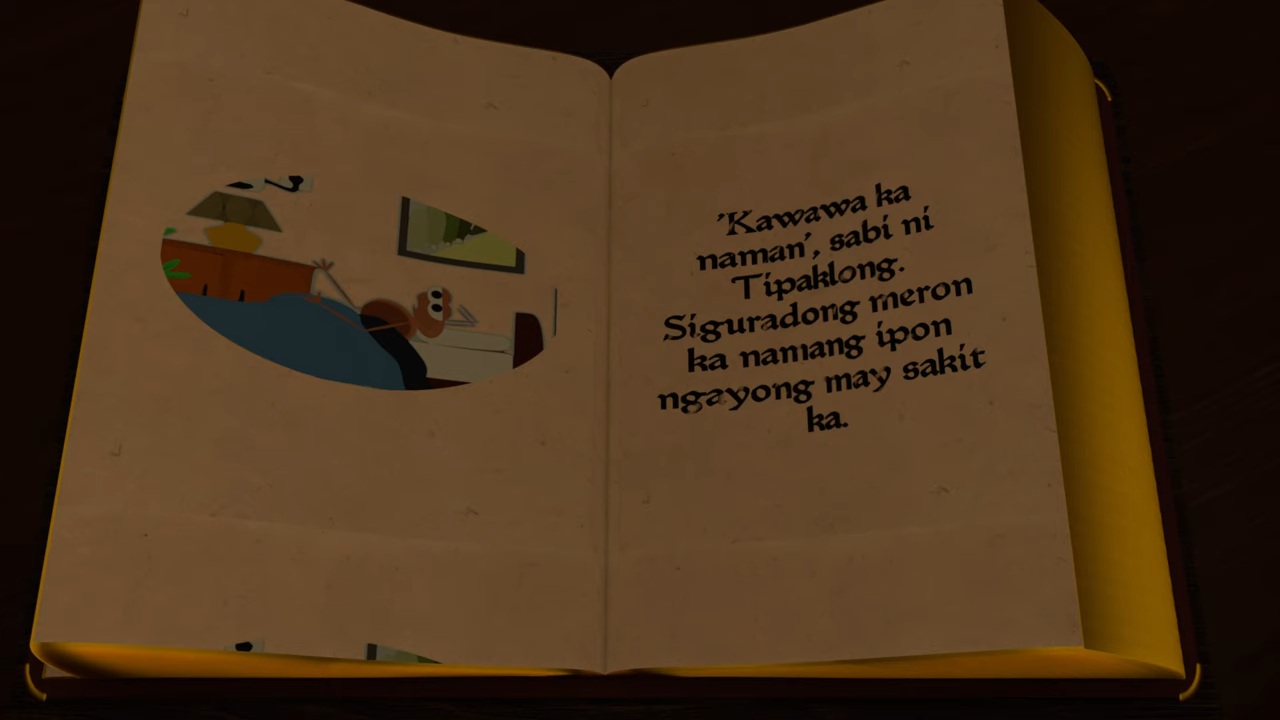 'Kawawa ka
naman', sabi ni
Tipaklong.
Siguradong meron
ka namang ipon
ngayong may sakit
ka.